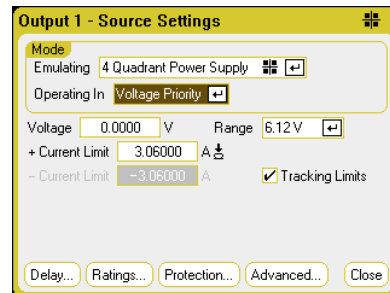 Output 1 - Source Settings
Mode
Emulating 4 Quadrant Power Supply
Operating In Voltage Priority
Voltage 0.0000 V Range 6.12 V
+ Current Limit 3.06000 A
- Current Limit -3.06000 A Tracking Limits
Delay... Ratings... Protection... Advanced... Close